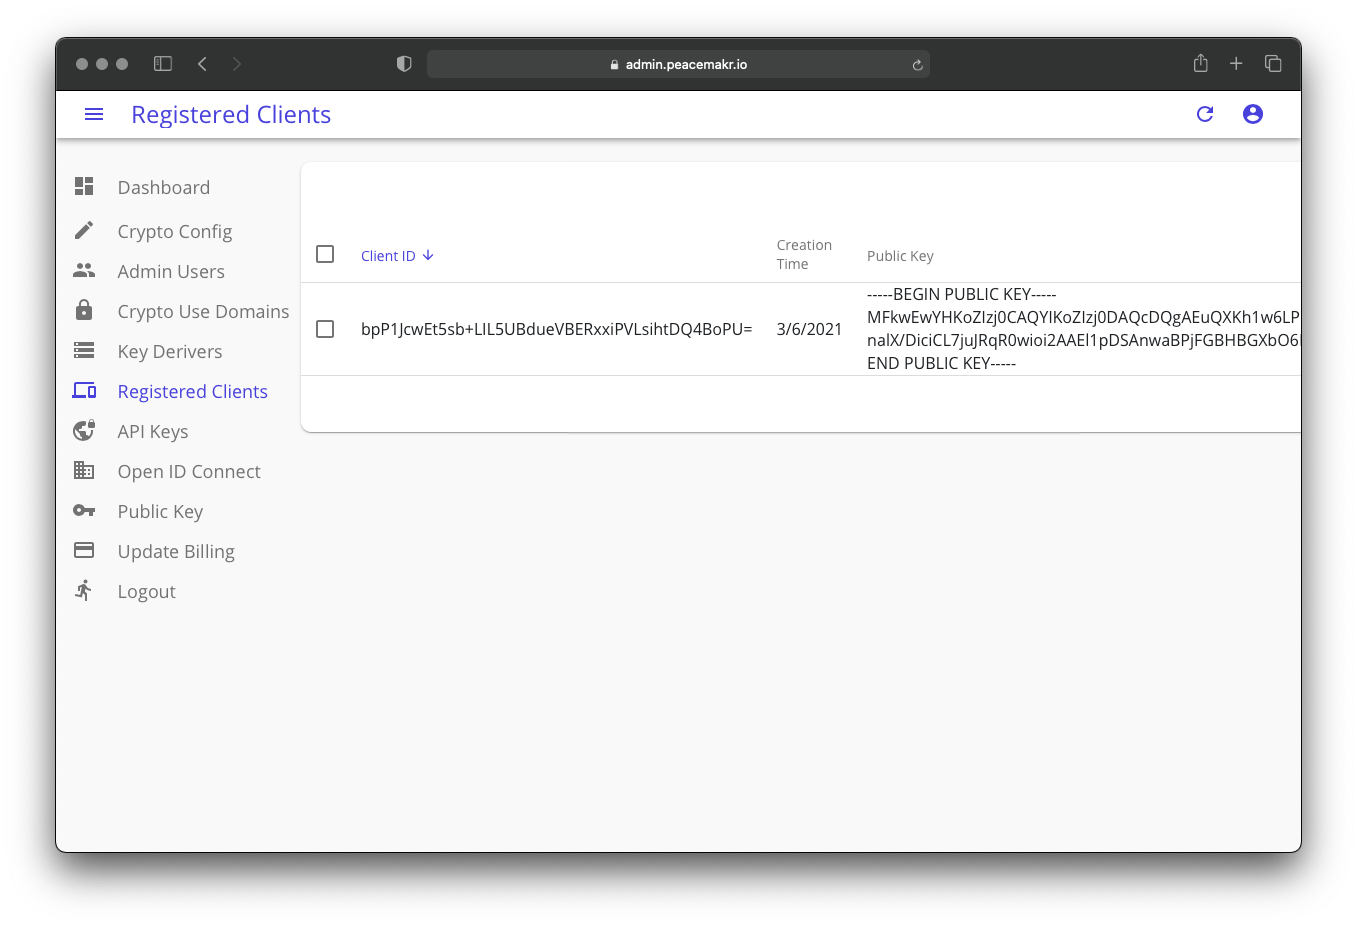 admin.peacemakr.io
Registered Clients
Dashboard
Crypto Config
Admin Users
Crypto Use Domains
Key Derivers
Registered Clients
API Keys
Open ID Connect
Public Key
Update Billing
Logout
Client ID
Creation
Time
Public Key
bpP1JcwEt5sb+LIL5UBdueVBERxxiPVLsihtDQ4BoPU=
3/6/2021
-----BEGIN PUBLIC KEY-----
MFkwEwYHKoZIzj0CAQYIKoZIzj0DAQcDQgAEuQXKh1w6LP
nalX/DiciCL7juJRqR0wioi2AAEl1pDSAnwaBPjFGBHBGXbO6
END PUBLIC KEY-----